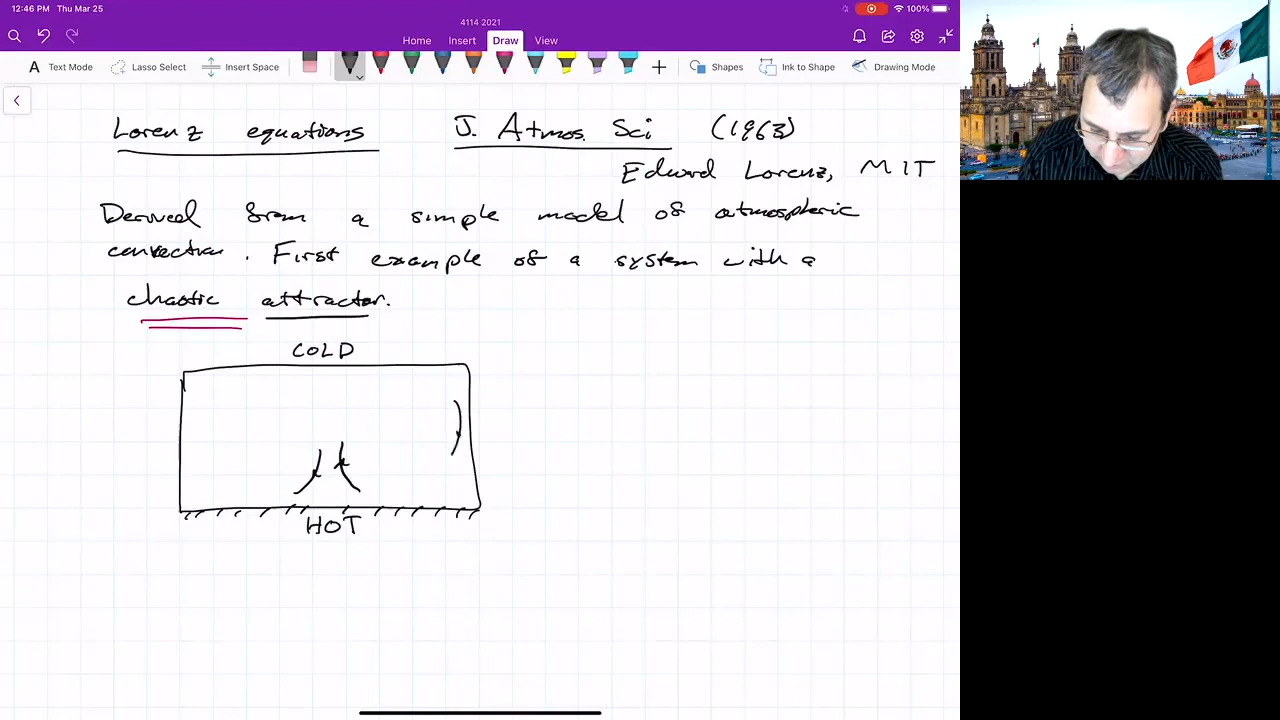 12:46 PM Thu Mar 25
100%
4114 2021
Home Insert Draw View
Text Mode Lasso Select Insert Space Shapes Ink to Shape Drawing Mode
Lorenz equations J. Atmos. Sci (1963)
Edward Lorenz, MIT
Derived from a simple model of atmospheric
convection. First example of a system with a
chaotic attractor.
COLD
HOT